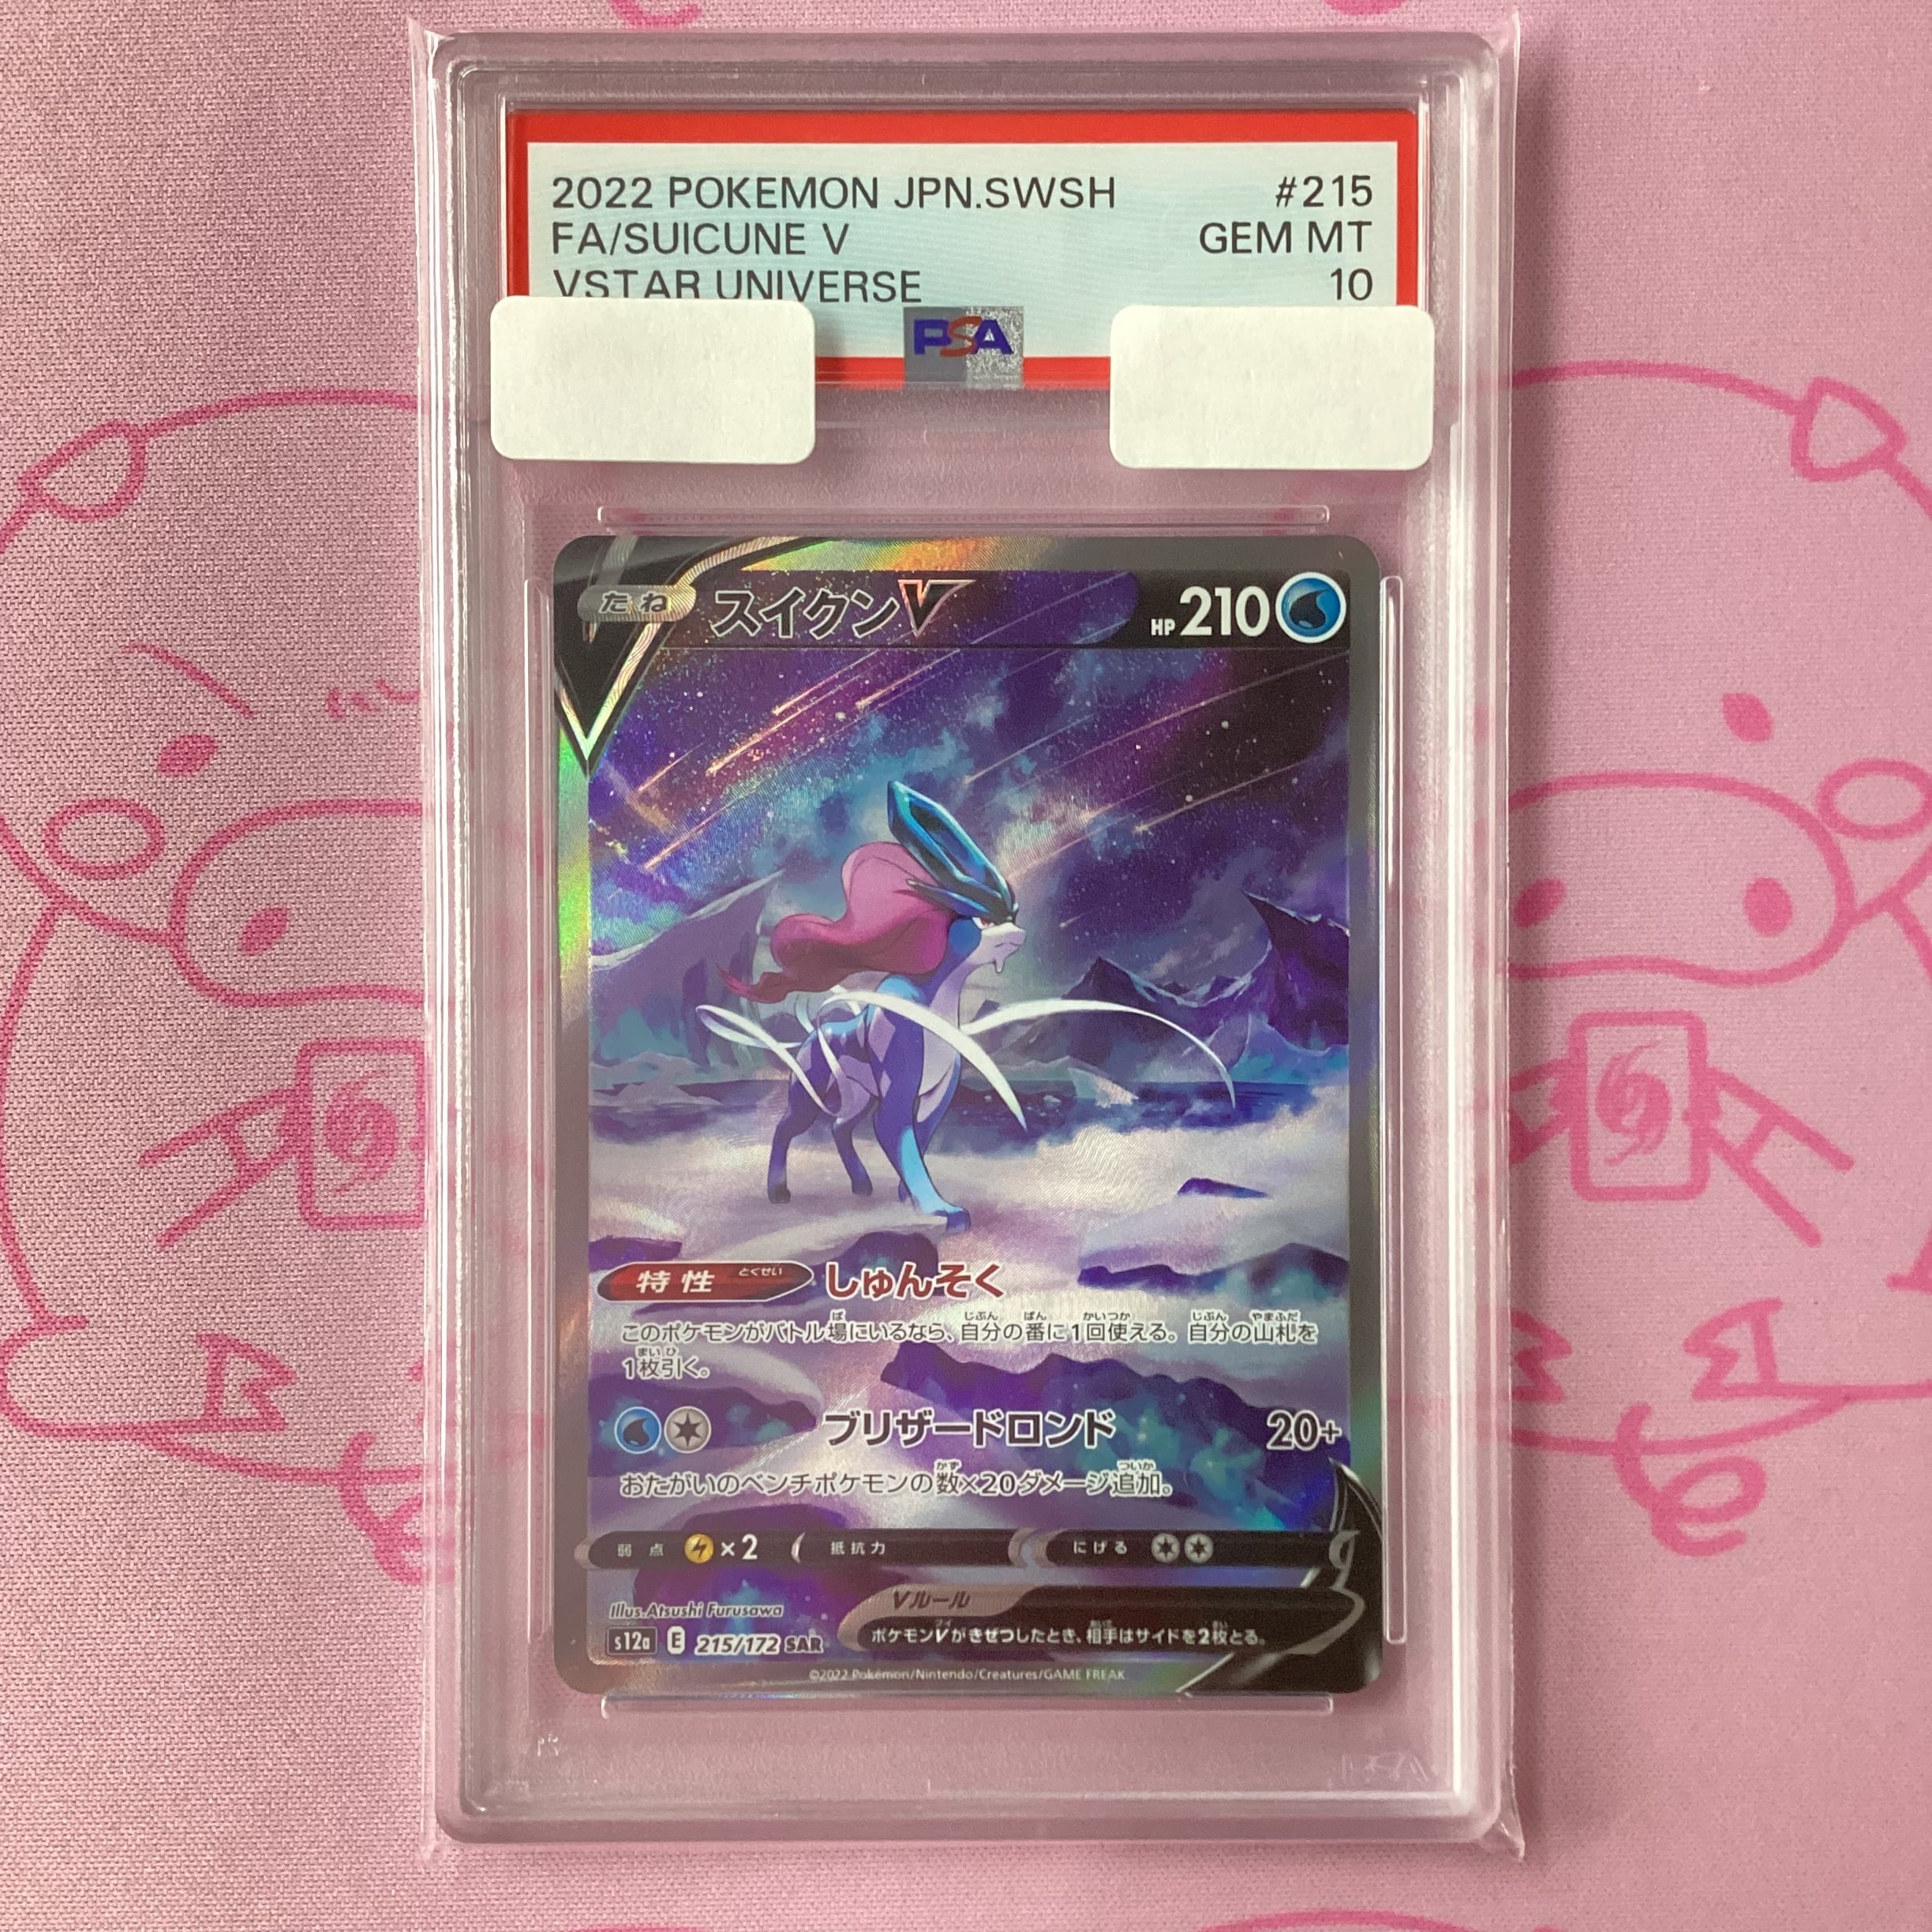 2022 POKEMON JPN.SWSH #215
FA/SUICUNE V GEM MT
VSTAR UNIVERSE 10
PSA
たね スイクンV HP 210
特性 とくせい しゅんそく
このポケモンがバトル場にいるなら、自分の番に1回使える。自分の山札を
1枚引く。
ブリザードロンド 20+
おたがいのベンチポケモンの数×20ダメージ追加。
弱点 ×2 抵抗力 にげる
Vルール
Illus.Atsushi Furusawa
ポケモンVがきぜつしたとき、相手はサイドを2枚とる。
s12a E 215/172 SAR
©2022 Pokémon/Nintendo/Creatures/GAME FREAK